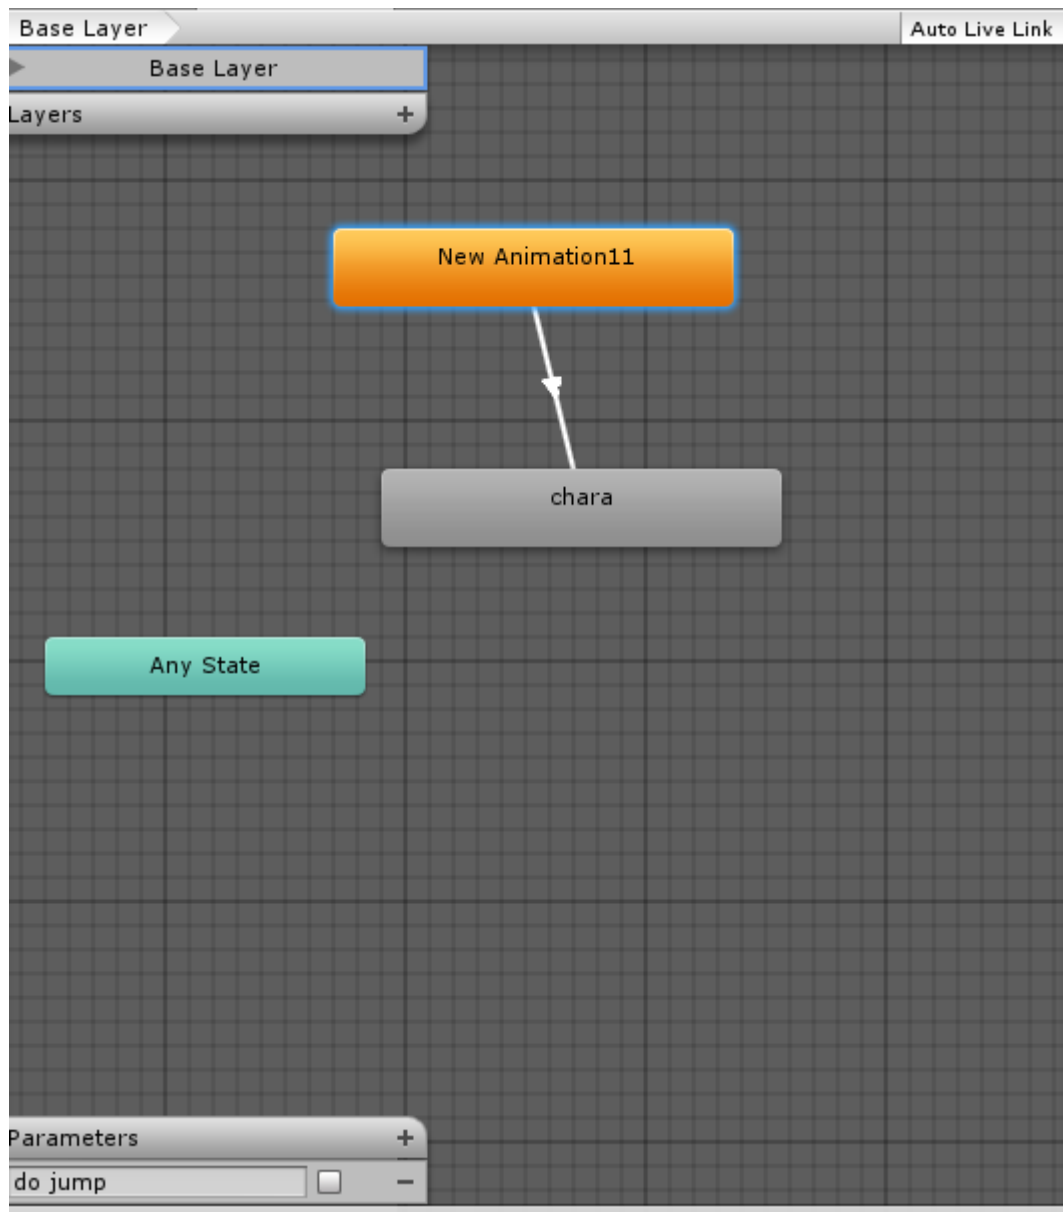 Base Layer
Auto Live Link
Base Layer
Layers
New Animation11
chara
Any State
Parameters
do jump